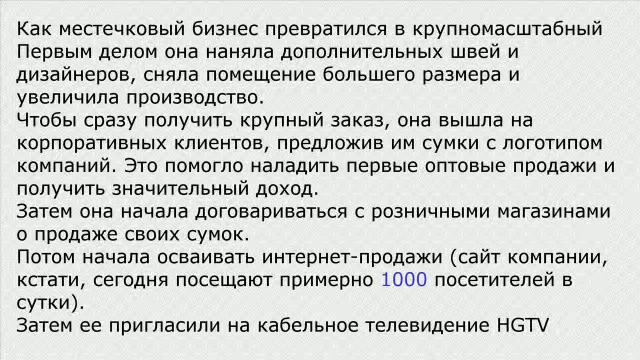 Как местечковый бизнес превратился в крупномасштабный
Первым делом она наняла дополнительных швей и
дизайнеров, сняла помещение большего размера и
увеличила производство.
Чтобы сразу получить крупный заказ, она вышла на
корпоративных клиентов, предложив им сумки с логотипом
компаний. Это помогло наладить первые оптовые продажи и
получить значительный доход.
Затем она начала договариваться с розничными магазинами
о продаже своих сумок.
Потом начала осваивать интернет-продажи (сайт компании,
кстати, сегодня посещают примерно 1000 посетителей в
сутки).
Затем ее пригласили на кабельное телевидение HGTV